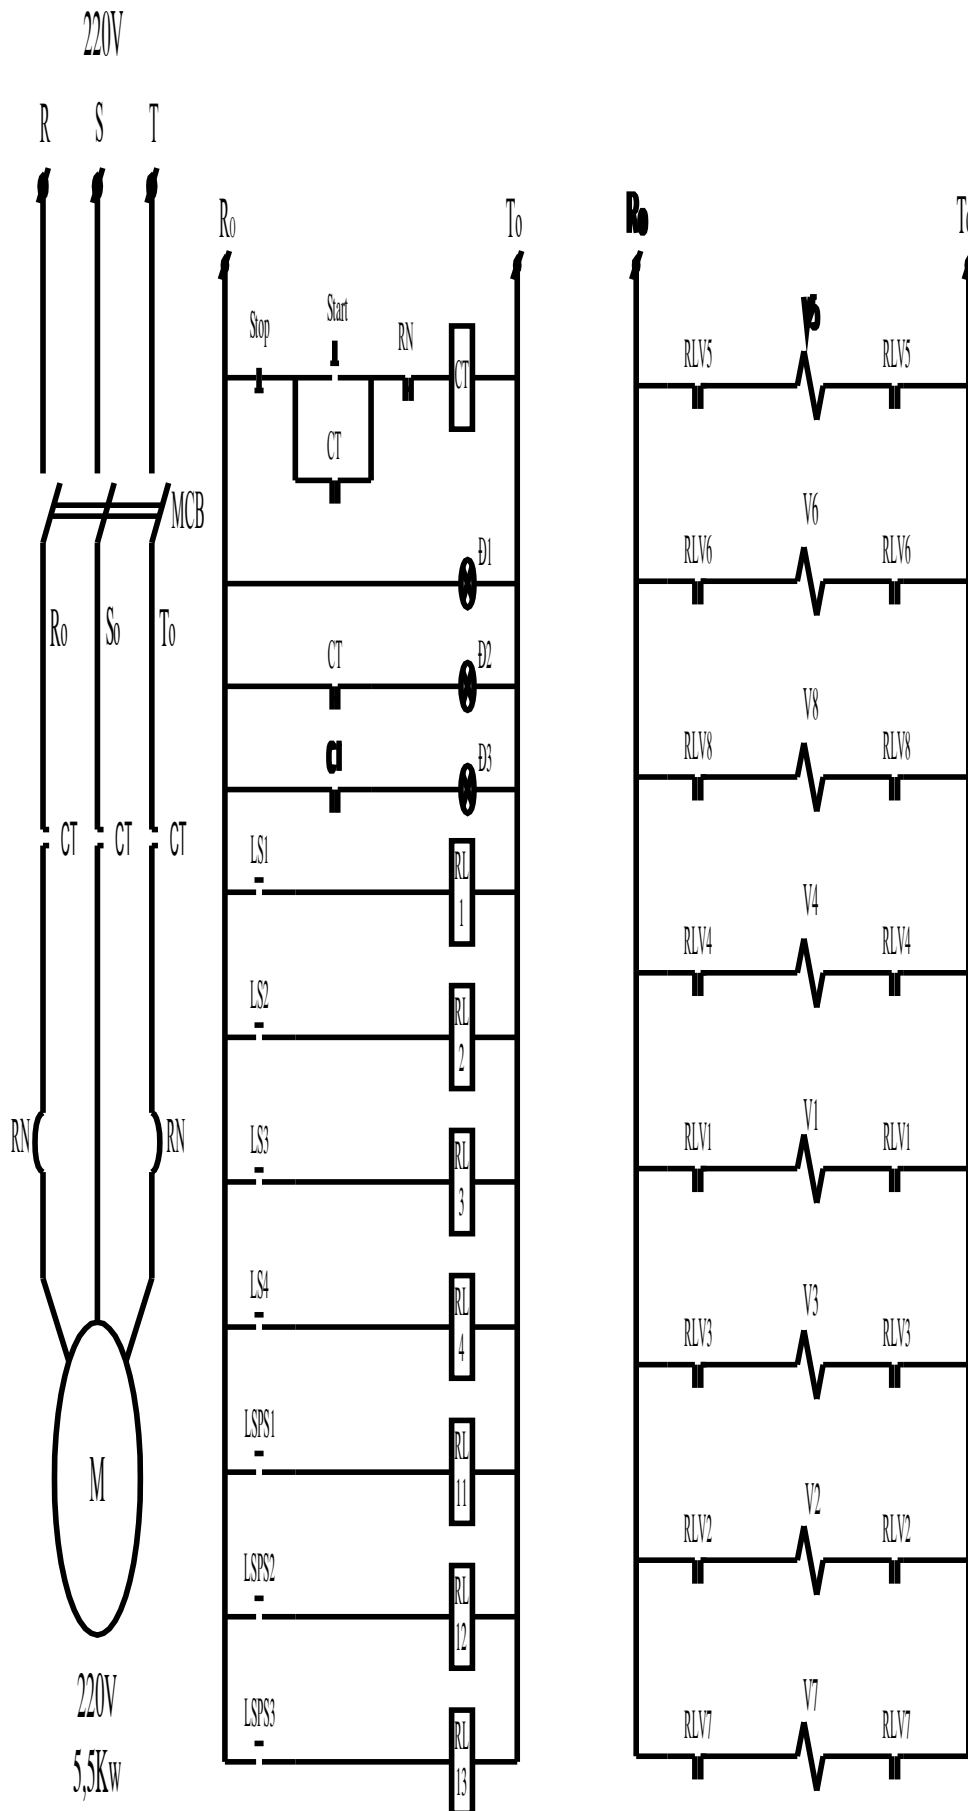 220V
R S T
Ro To
Stop Start RN CT
CT
MCB
Ro So To
Đ1
CT Đ2
CT Đ3
CT CT CT
LS1 RL 1
LS2 RL 2
RN RN
LS3 RL 3
LS4 RL 4
M
LSPS1 RL 11
LSPS2 RL 12
LSPS3 RL 13
220V
5,5Kw
Ro To
V5
RLV5 RLV5
V6
RLV6 RLV6
V8
RLV8 RLV8
V4
RLV4 RLV4
V1
RLV1 RLV1
V3
RLV3 RLV3
V2
RLV2 RLV2
V7
RLV7 RLV7